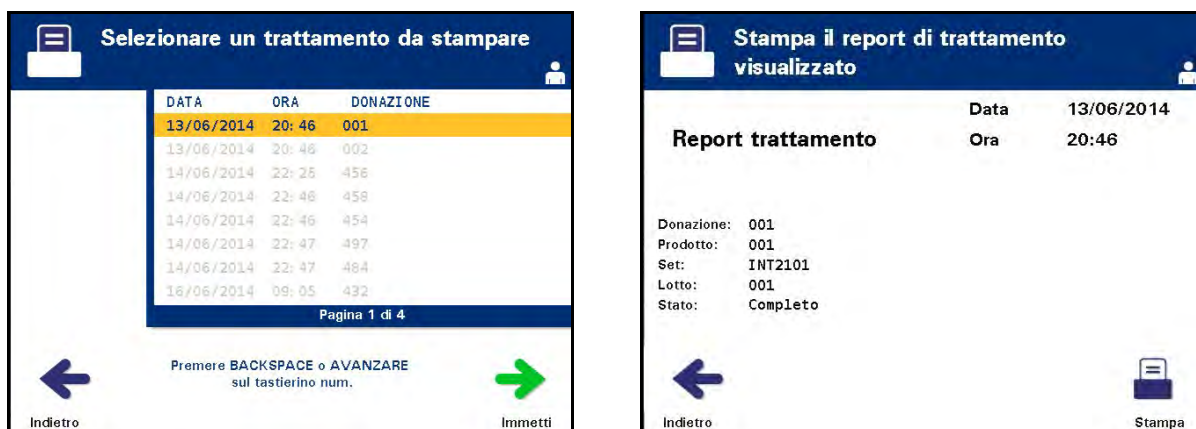 Selezionare un trattamento da stampare
DATA ORA DONAZIONE
13/06/2014 20:46 001
13/06/2014 20:46 002
14/06/2014 22:25 456
14/06/2014 22:46 459
14/06/2014 22:46 454
14/06/2014 22:47 497
14/06/2014 22:47 484
16/06/2014 09:05 432
Pagina 1 di 4
Premere BACKSPACE o AVANZARE
sul tastierino num.
Indietro
Immetti
Stampa il report di trattamento
visualizzato
Data 13/06/2014
Report trattamento Ora 20:46
Donazione: 001
Prodotto: 001
Set: INT2101
Lotto: 001
Stato: Completo
Indietro
Stampa